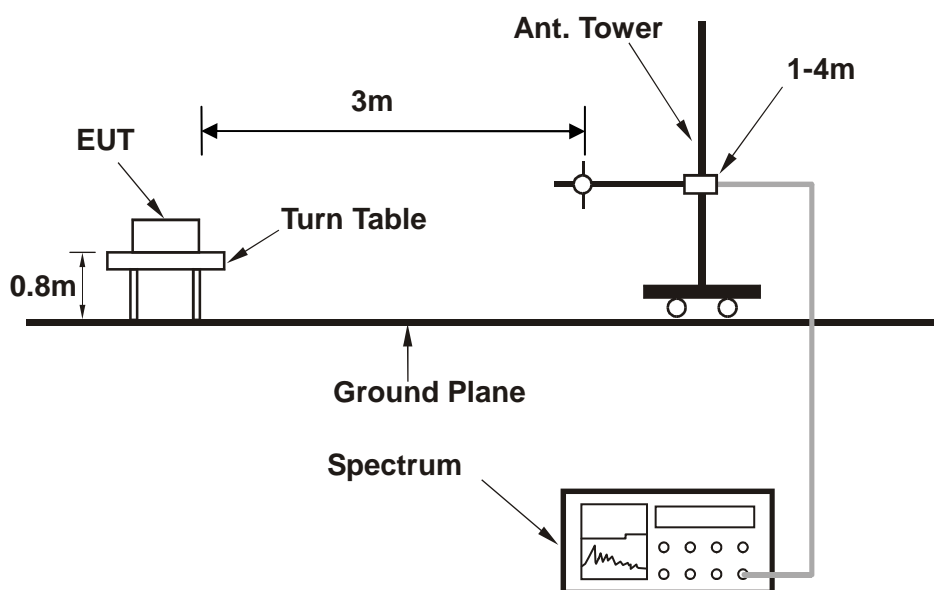 Ant. Tower
1-4m
3m
EUT
Turn Table
0.8m
Ground Plane
Spectrum